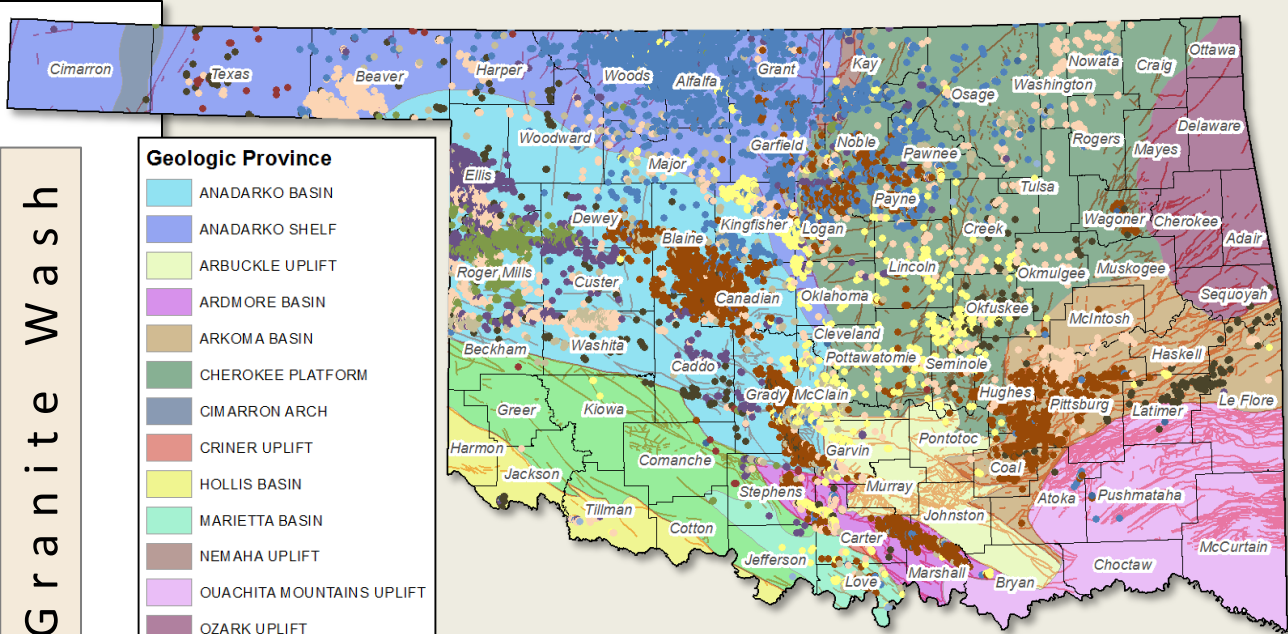 Granite Wash
Geologic Province
ANADARKO BASIN
ANADARKO SHELF
ARBUCKLE UPLIFT
ARDMORE BASIN
ARKOMA BASIN
CHEROKEE PLATFORM
CIMARRON ARCH
CRINER UPLIFT
HOLLIS BASIN
MARIETTA BASIN
NEMAHA UPLIFT
OUACHITA MOUNTAINS UPLIFT
OZARK UPLIFT
Cimarron
Texas
Beaver
Harper
Woods
Alfalfa
Grant
Kay
Osage
Washington
Nowata
Craig
Ottawa
Woodward
Major
Garfield
Noble
Pawnee
Rogers
Mayes
Delaware
Ellis
Dewey
Blaine
Kingfisher
Logan
Payne
Creek
Tulsa
Wagoner
Cherokee
Adair
Roger Mills
Custer
Canadian
Oklahoma
Lincoln
Okfuskee
Okmulgee
Muskogee
Sequoyah
Beckham
Washita
Caddo
Cleveland
Pottawatomie
Seminole
McIntosh
Haskell
Greer
Kiowa
Grady
McClain
Hughes
Pittsburg
Latimer
Le Flore
Harmon
Jackson
Comanche
Garvin
Pontotoc
Coal
Tillman
Cotton
Stephens
Murray
Johnston
Atoka
Pushmataha
Jefferson
Carter
Love
Marshall
Bryan
Choctaw
McCurtain